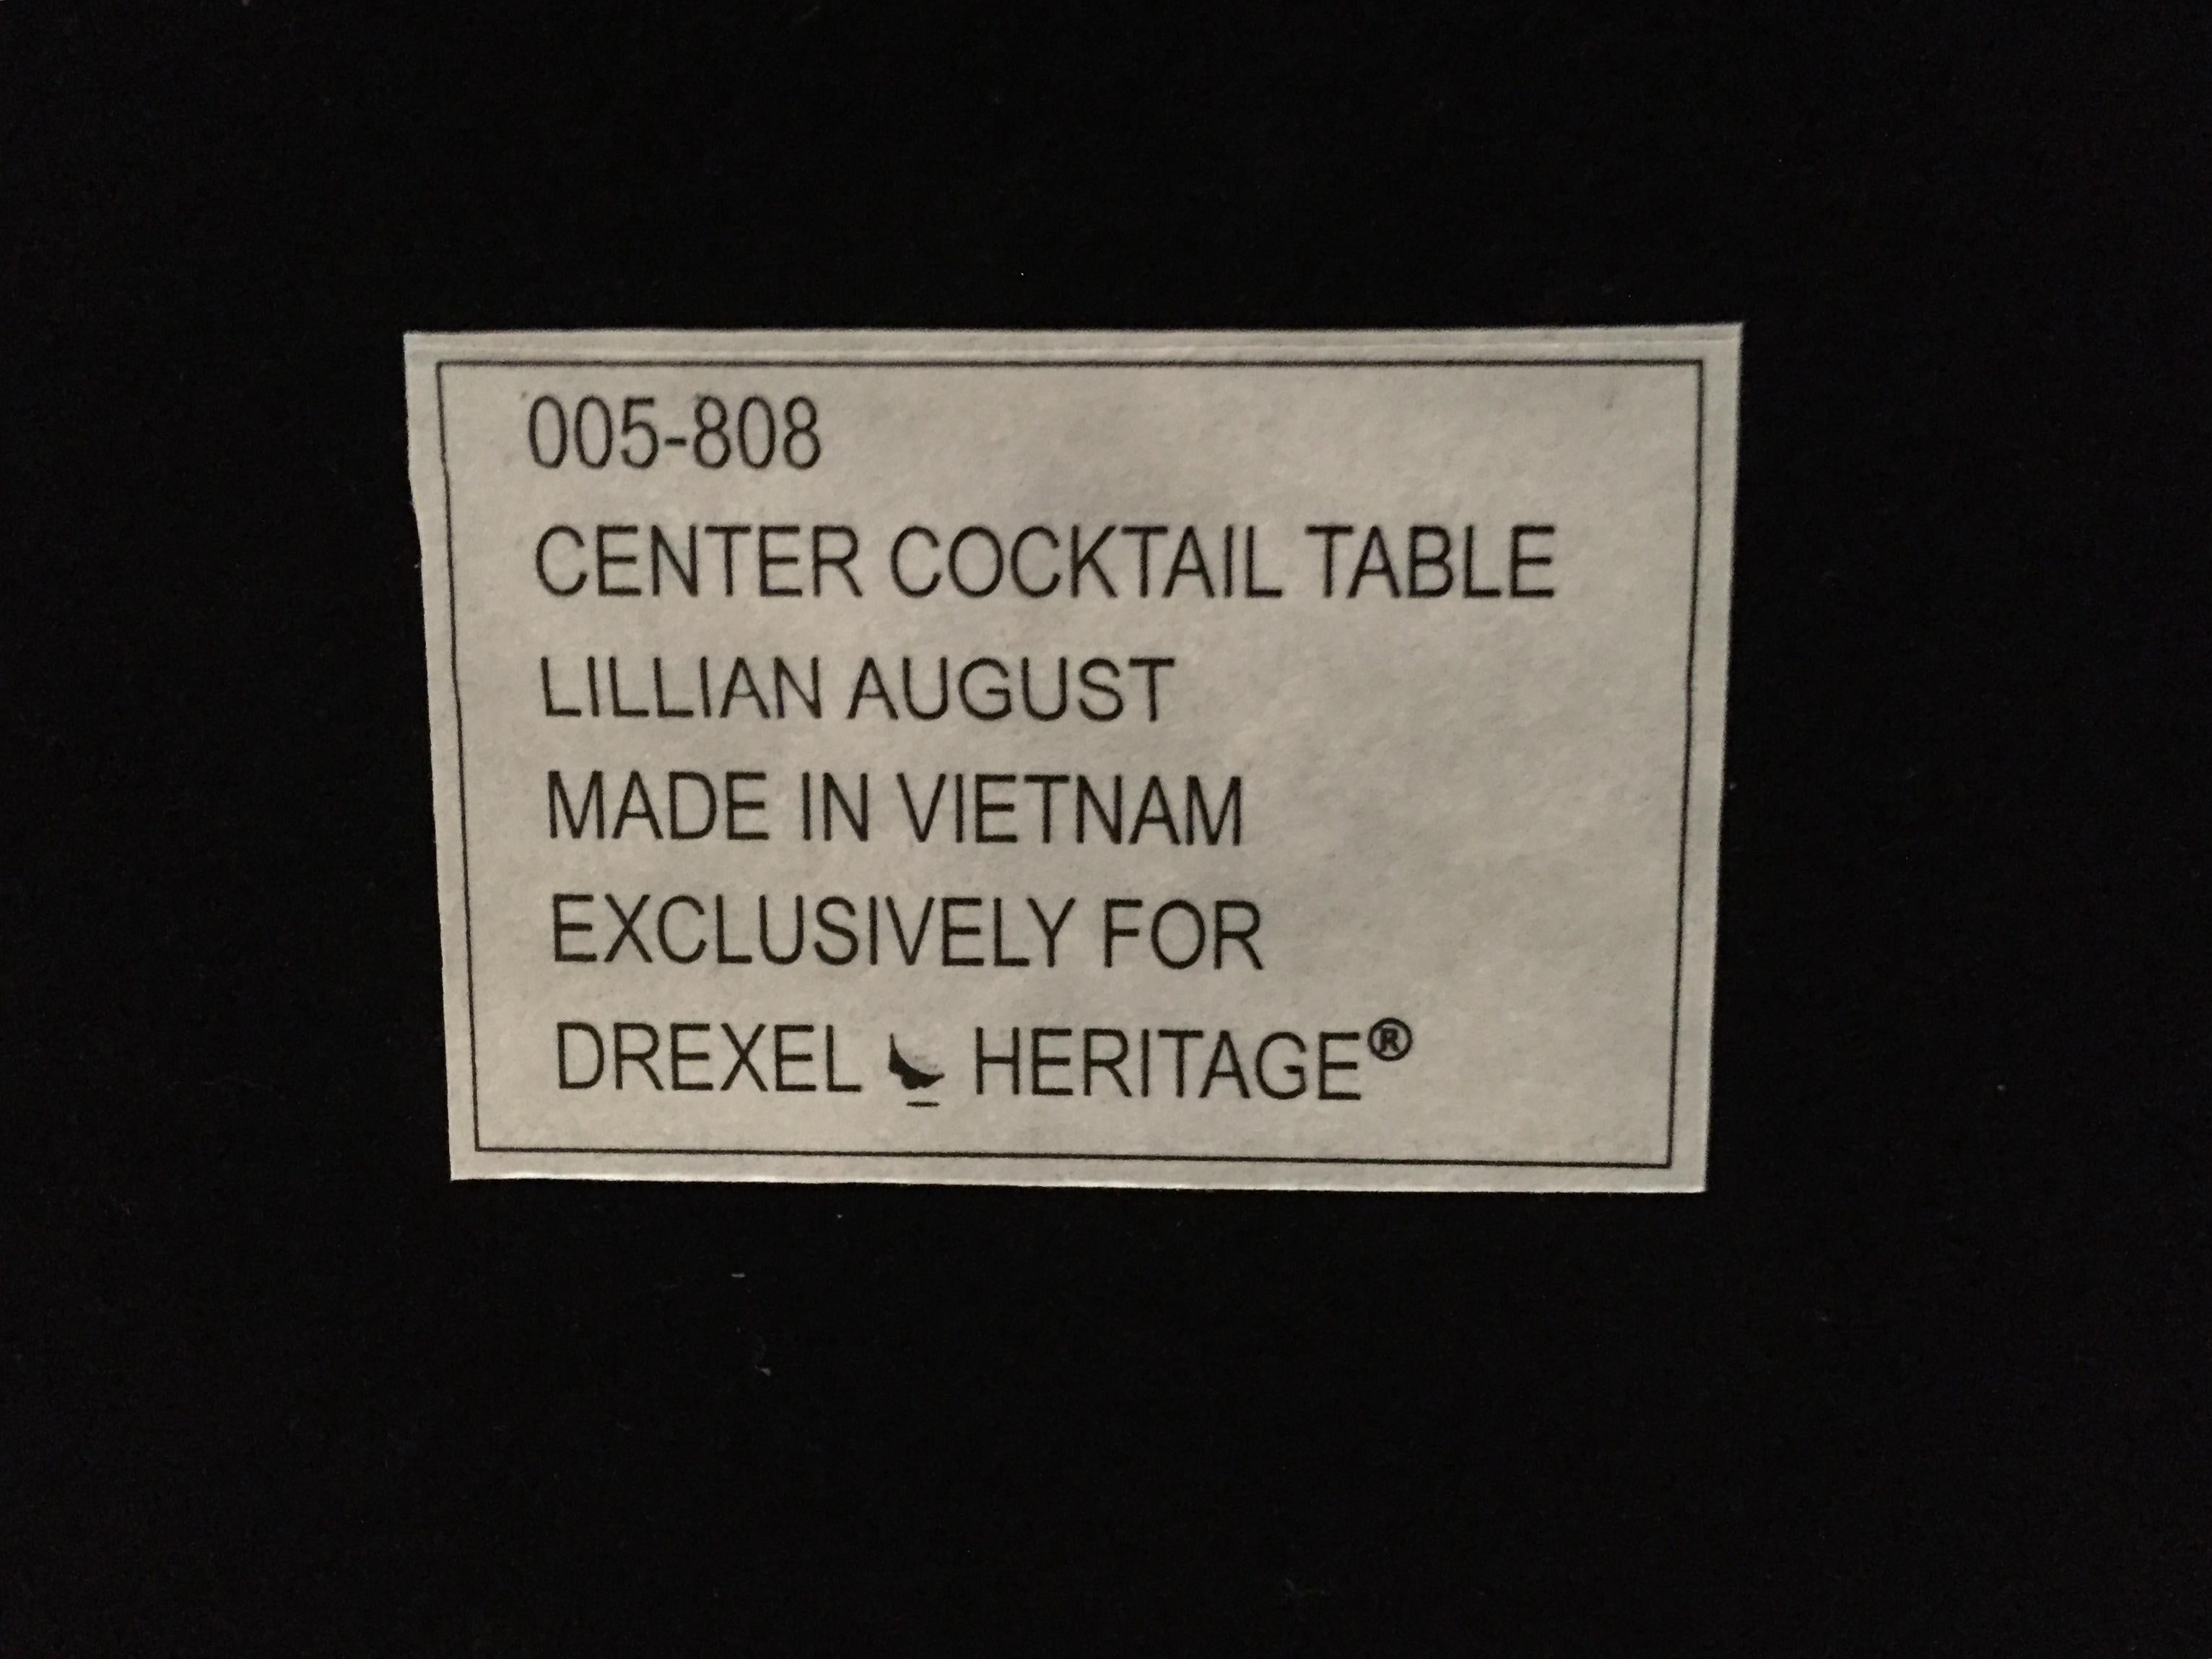 005-808
CENTER COCKTAIL TABLE
LILLIAN AUGUST
MADE IN VIETNAM
EXCLUSIVELY FOR
DREXEL HERITAGE®